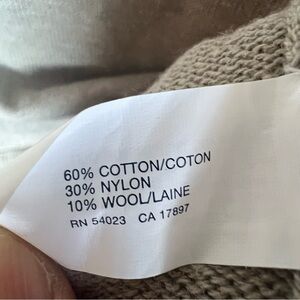 60% COTTON/COTON
30% NYLON
10% WOOL/LAINE
RN 54023 CA 17897